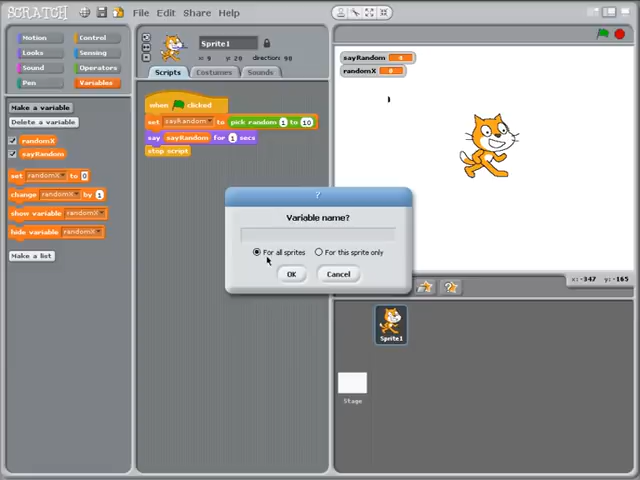 SCRATCH File Edit Share Help
Motion Control
Looks Sensing
Sound Operators
Pen Variables
Make a variable
Delete a variable
randomX
sayRandom
set randomX to 0
change randomX by 1
show variable randomX
hide variable randomX
Make a list
Sprite1
x: 9 y: 20 direction: 90
Scripts Costumes Sounds
when clicked
set sayRandom to pick random 1 to 10
say sayRandom for 1 secs
stop script
sayRandom 4
randomX 0
?
Variable name?
For all sprites For this sprite only
OK Cancel
x: -347 y: -165
Sprite1
Stage